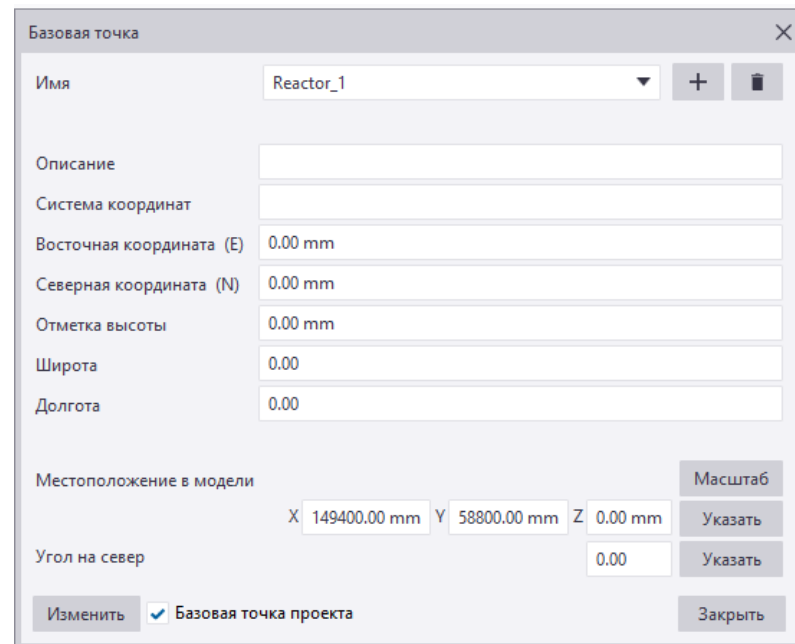 Базовая точка
Имя Reactor_1
Описание
Система координат
Восточная координата (E) 0.00 mm
Северная координата (N) 0.00 mm
Отметка высоты 0.00 mm
Широта 0.00
Долгота 0.00
Местоположение в модели Масштаб
X 149400.00 mm Y 58800.00 mm Z 0.00 mm Указать
Угол на север 0.00 Указать
Изменить Базовая точка проекта Закрыть